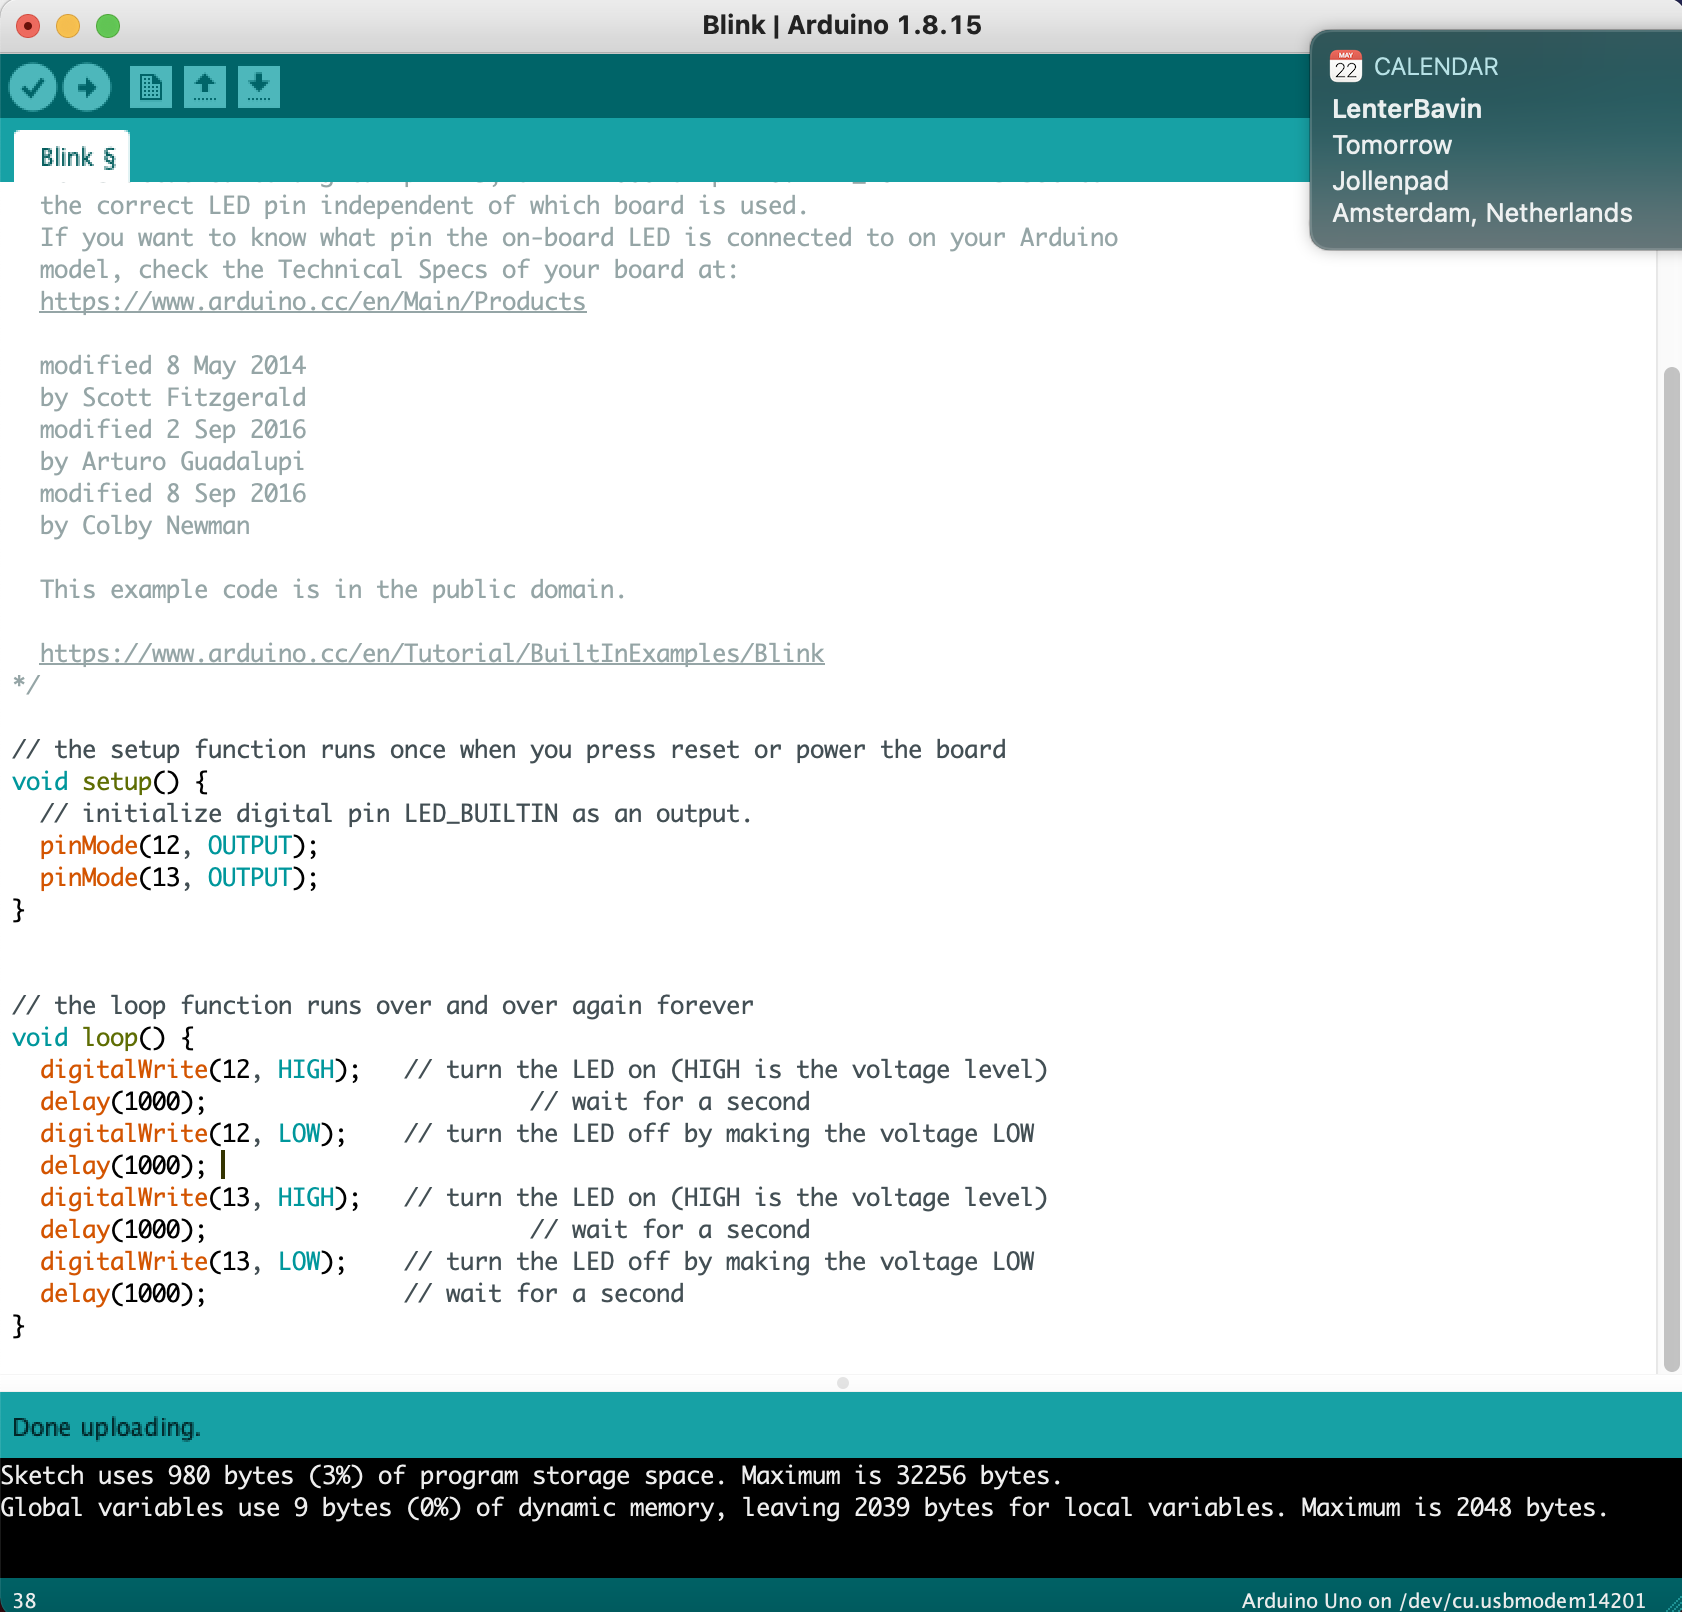 Blink | Arduino 1.8.15
MAY
22
CALENDAR
LenterBavin
Tomorrow
Jollenpad
Amsterdam, Netherlands
Blink §
the correct LED pin independent of which board is used.
If you want to know what pin the on-board LED is connected to on your Arduino
model, check the Technical Specs of your board at:
https://www.arduino.cc/en/Main/Products
modified 8 May 2014
by Scott Fitzgerald
modified 2 Sep 2016
by Arturo Guadalupi
modified 8 Sep 2016
by Colby Newman
This example code is in the public domain.
https://www.arduino.cc/en/Tutorial/BuiltInExamples/Blink
*/
// the setup function runs once when you press reset or power the board
void setup() {
// initialize digital pin LED_BUILTIN as an output.
pinMode(12, OUTPUT);
pinMode(13, OUTPUT);
}
// the loop function runs over and over again forever
void loop() {
digitalWrite(12, HIGH);   // turn the LED on (HIGH is the voltage level)
delay(1000);                       // wait for a second
digitalWrite(12, LOW);    // turn the LED off by making the voltage LOW
delay(1000);
digitalWrite(13, HIGH);   // turn the LED on (HIGH is the voltage level)
delay(1000);                       // wait for a second
digitalWrite(13, LOW);    // turn the LED off by making the voltage LOW
delay(1000);              // wait for a second
}
Done uploading.
Sketch uses 980 bytes (3%) of program storage space. Maximum is 32256 bytes.
Global variables use 9 bytes (0%) of dynamic memory, leaving 2039 bytes for local variables. Maximum is 2048 bytes.
38
Arduino Uno on /dev/cu.usbmodem14201